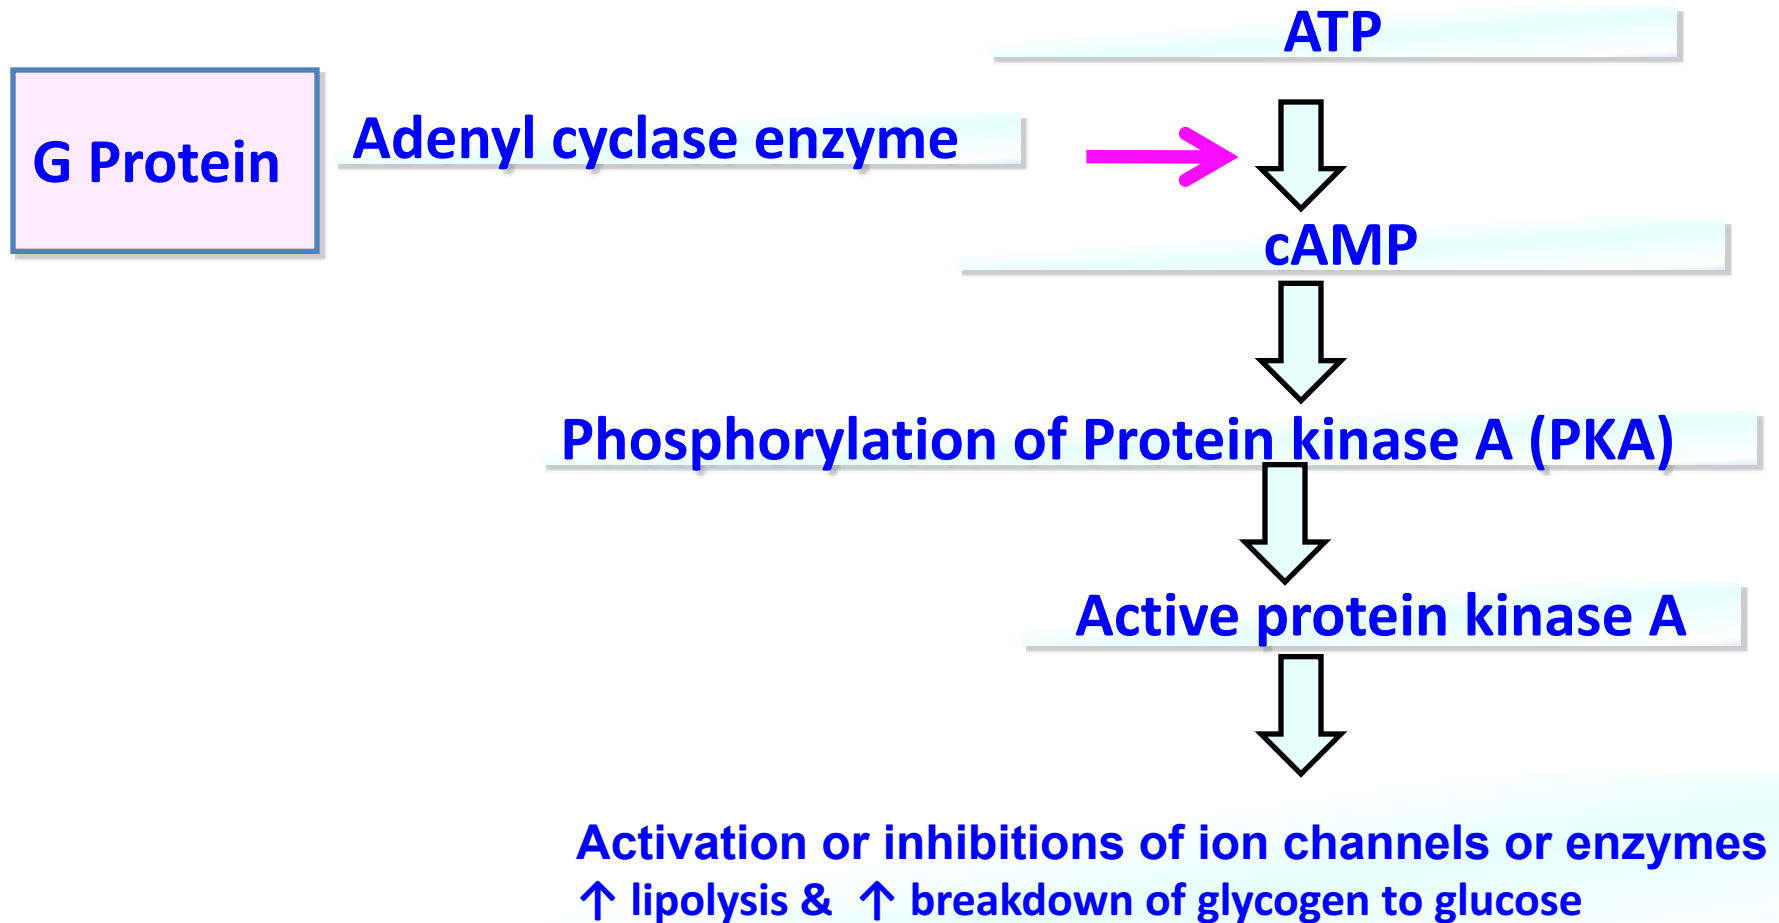 ATP
G Protein
Adenyl cyclase enzyme
cAMP
Phosphorylation of Protein kinase A (PKA)
Active protein kinase A
Activation or inhibitions of ion channels or enzymes
↑ lipolysis & ↑ breakdown of glycogen to glucose